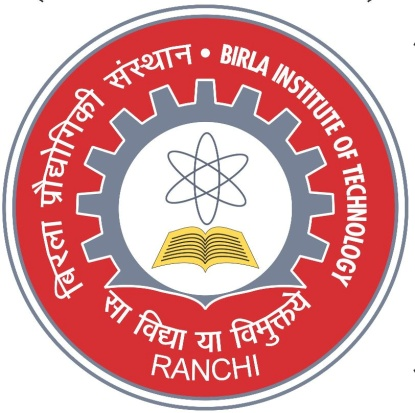 बिरला प्रौद्योगिकी संस्थान • BIRLA INSTITUTE OF TECHNOLOGY
सा विद्या या विमुक्तये
RANCHI